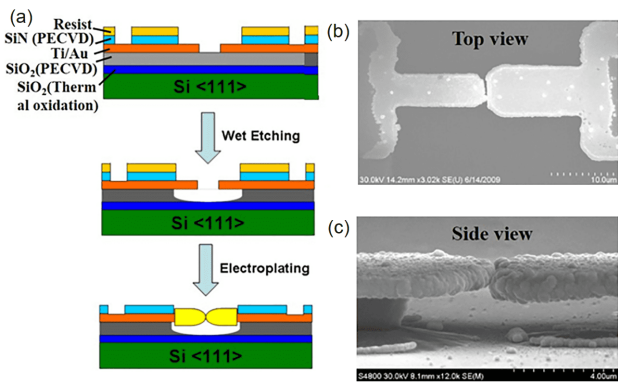 (a)
Resist
SiN (PECVD)
Ti/Au
SiO₂(PECVD)
SiO₂(Therm
al oxidation)
Si <111>
Wet Etching
Si <111>
Electroplating
Si <111>
(b)
Top view
30.0kV 14.2mm x3.02k SE(U) 6/14/2009
10.0um
(c)
Side view
S4800 30.0kV 8.1mm x12.0k SE(M)
4.00um